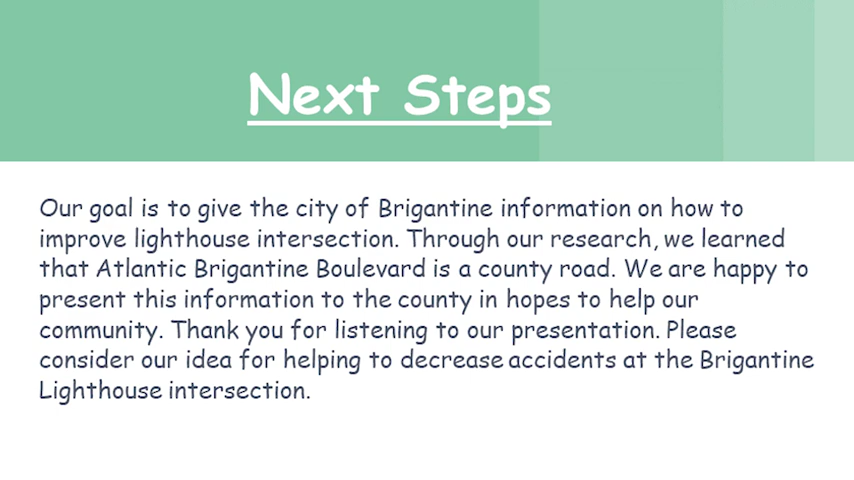 Next Steps
Our goal is to give the city of Brigantine information on how to
improve lighthouse intersection. Through our research, we learned
that Atlantic Brigantine Boulevard is a county road. We are happy to
present this information to the county in hopes to help our
community. Thank you for listening to our presentation. Please
consider our idea for helping to decrease accidents at the Brigantine
Lighthouse intersection.